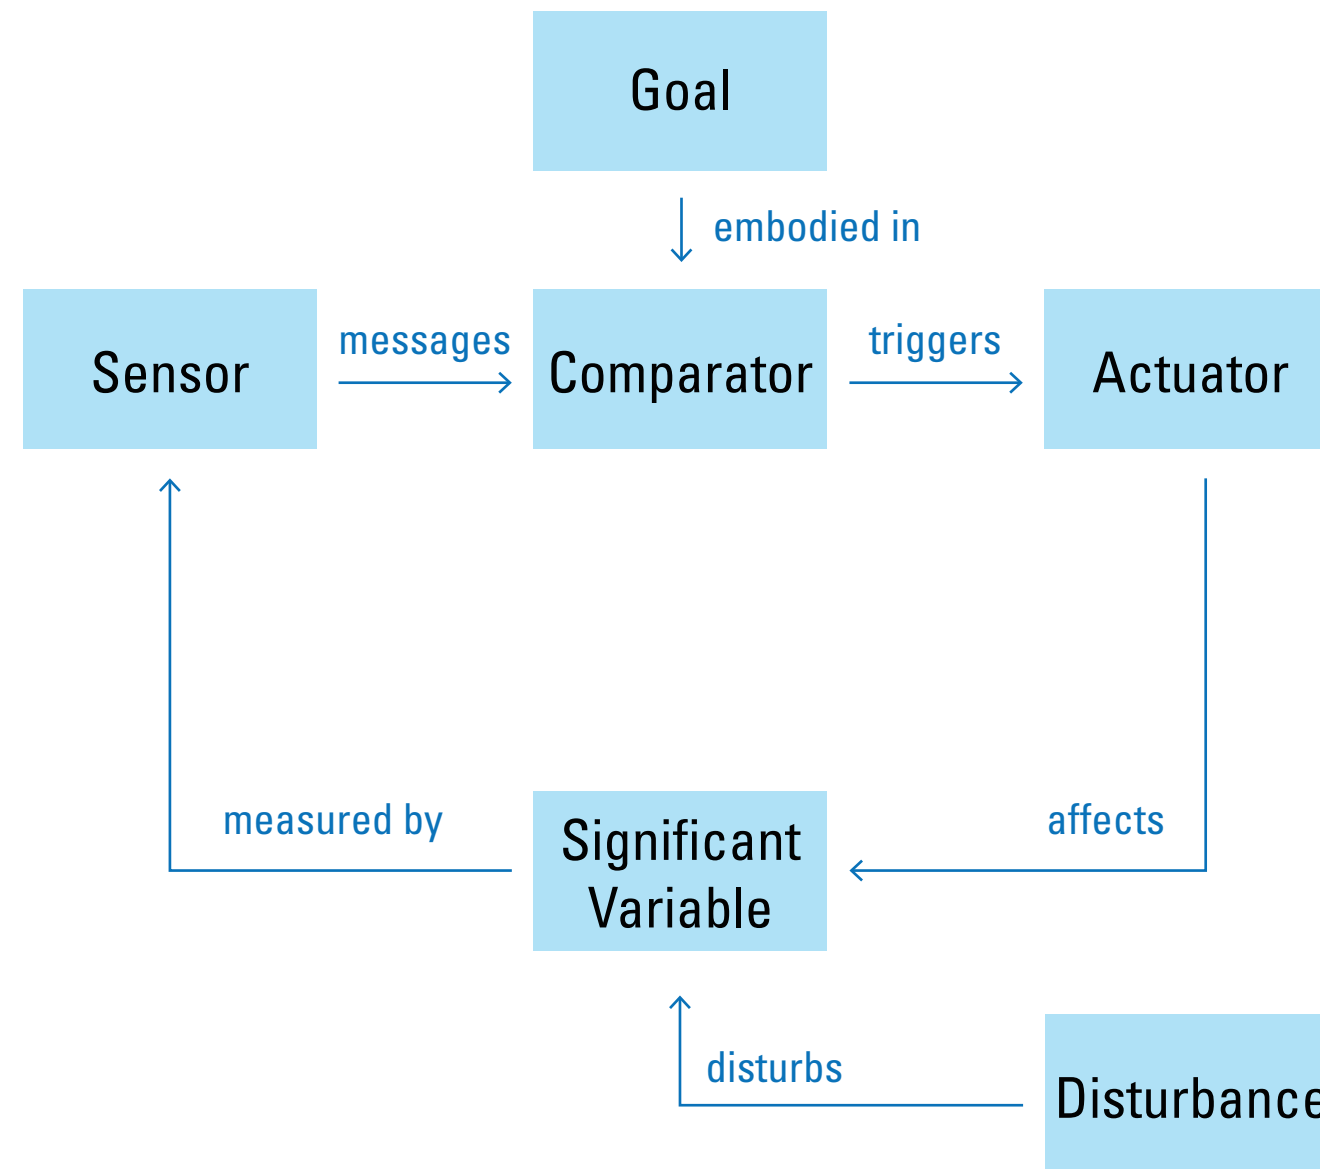 Goal
embodied in
Sensor
messages
Comparator
triggers
Actuator
measured by
Significant
Variable
affects
disturbs
Disturbance